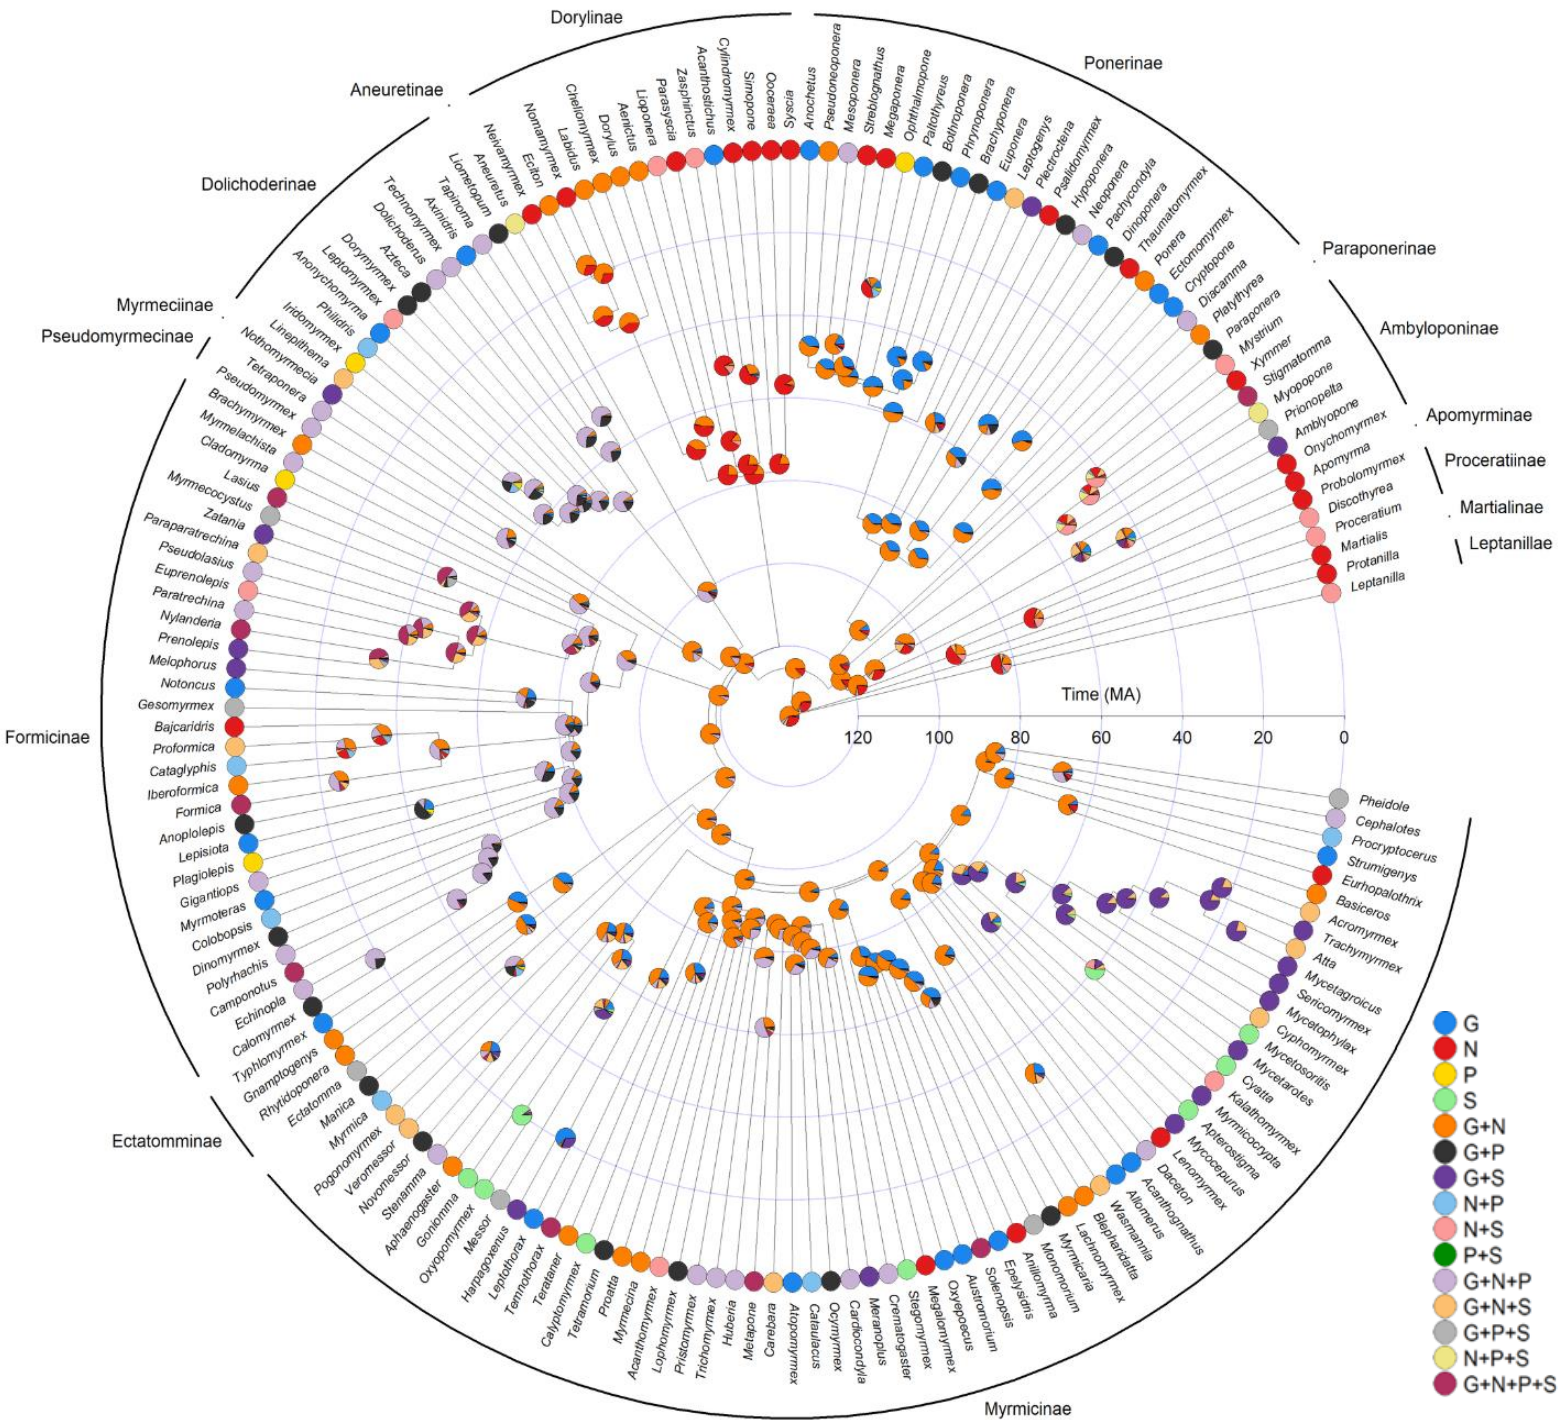 Dorylinae
Aneuretinae
Dolichoderinae
Myrmeciinae
Pseudomyrmecinae
Formicinae
Ectatomminae
Myrmicinae
Ponerinae
Paraponerinae
Amblyoponinae
Apomyrminae
Proceratiinae
Martialinae
Leptanillae
Anochetus
Pseudoneoponera
Mesoponera
Streblognathus
Megaponera
Ophthalmopone
Paltothyreus
Bothroponera
Phrynoponera
Brachyponera
Euponera
Leptogenys
Plectroctena
Psalidomyrmex
Hypoponera
Neoponera
Pachycondyla
Dinoponera
Thaumatomyrmex
Ponera
Ectomomyrmex
Cryptopone
Diacamma
Platythyrea
Paraponera
Mystrium
Xymmer
Stigmatomma
Myopopone
Prionopelta
Amblyopone
Onychomyrmex
Apomyrma
Probolomyrmex
Discothyrea
Proceratium
Martialis
Protanilla
Leptanilla
Time (MA)
120 100 80 60 40 20 0
Pheidole
Cephalotes
Procryptocerus
Strumigenys
Eurhopalothrix
Basiceros
Acromyrmex
Trachymyrmex
Atta
Mycetagroicus
Sericomyrmex
Mycetophylax
Cyphomyrmex
Mycetosoritis
Mycetarotes
Cyatta
Kalathomyrmex
Myrmicocrypta
Apterostigma
Mycocepurus
Lenomyrmex
Daceton
Acanthognathus
Allomerus
Wasmannia
Blepharidatta
Lachnomyrmex
Myrmicaria
Monomorium
Anillomyrma
Epelysidris
Solenopsis
Austromorium
Oxyepoecus
Megalomyrmex
Stegomyrmex
Crematogaster
Meranoplus
Cardiocondyla
Ocymyrmex
Cataulacus
Atopomyrmex
Carebara
Metapone
Huberia
Trichomyrmex
Pristomyrmex
Lophomyrmex
Acanthomyrmex
Myrmecina
Proatta
Tetramorium
Calyptomyrmex
Terataner
Temnothorax
Leptothorax
Harpagoxenus
Messor
Oxyopomyrmex
Goniomma
Aphaenogaster
Stenamma
Novomessor
Veromessor
Pogonomyrmex
Myrmica
Manica
Ectatomma
Rhytidoponera
Gnamptogenys
Typhlomyrmex
Calomyrmex
Echinopla
Camponotus
Polyrhachis
Dinomyrmex
Colobopsis
Myrmoteras
Gigantiops
Plagiolepis
Lepisiota
Anoplolepis
Formica
Iberoformica
Cataglyphis
Proformica
Bajcaridris
Gesomyrmex
Notoncus
Melophorus
Prenolepis
Nylanderia
Paratrechina
Euprenolepis
Pseudolasius
Paraparatrechina
Zatania
Myrmecocystus
Lasius
Cladomyrma
Myrmelachista
Brachymyrmex
Pseudomyrmex
Tetraponera
Nothomyrmecia
Linepithema
Iridomyrmex
Philidris
Anonychomyrma
Leptomyrmex
Dorymyrmex
Azteca
Dolichoderus
Technomyrmex
Axinidris
Tapinoma
Liometopum
Aneuretus
Neivamyrmex
Eciton
Nomamyrmex
Labidus
Cheliomyrmex
Dorylus
Aenictus
Lioponera
Parasyscia
Zasphinctus
Acanthostichus
Cylindromyrmex
Simopone
Ooceraea
Syscia
G
N
P
S
G+N
G+P
G+S
N+P
N+S
P+S
G+N+P
G+N+S
G+P+S
N+P+S
G+N+P+S